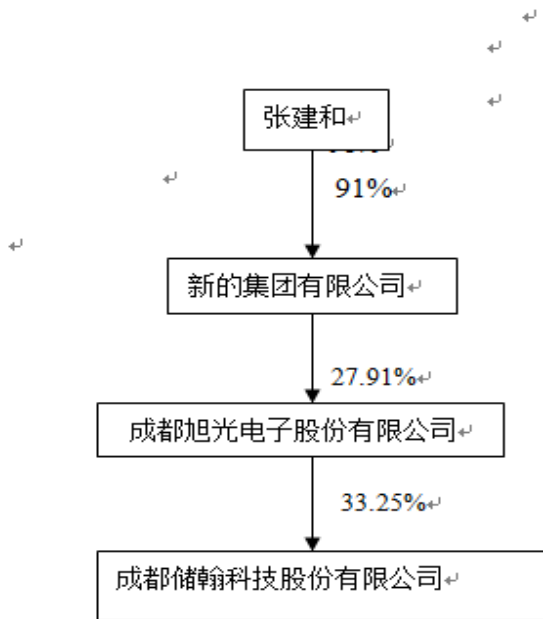 张建和
91%
新的集团有限公司
27.91%
成都旭光电子股份有限公司
33.25%
成都储翰科技股份有限公司